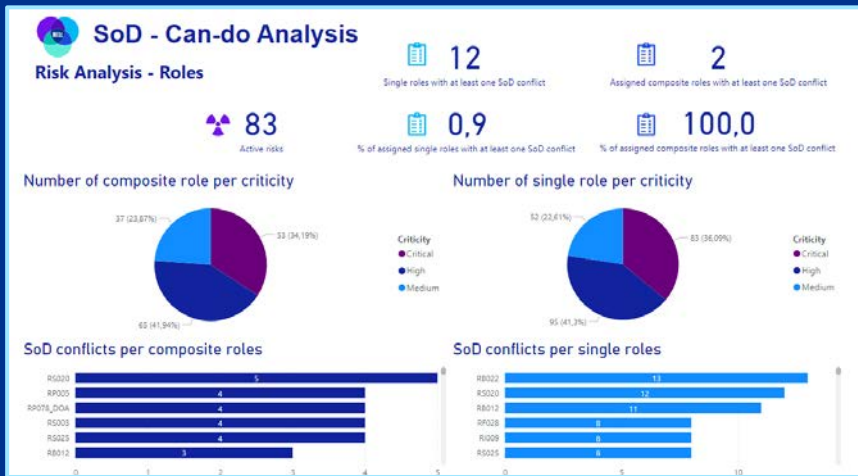 SoD - Can-do Analysis
Risk Analysis - Roles
12
Single roles with at least one SoD conflict
2
Assigned composite roles with at least one SoD conflict
83
Active risks
0,9
% of assigned single roles with at least one SoD conflict
100,0
% of assigned composite roles with at least one SoD conflict
Number of composite role per criticity
37 (23,87%)
53 (34,19%)
65 (41,94%)
Criticity
Critical
High
Medium
Number of single role per criticity
52 (22,61%)
83 (36,09%)
95 (41,3%)
Criticity
Critical
High
Medium
SoD conflicts per composite roles
RS020 5
RP005 4
RP078_DOA 4
RS005 4
RS025 4
RB012 3
0 1 2 3 4 5
SoD conflicts per single roles
RB022 13
RS020 12
RB012 11
RF028 8
RI009 8
RS025 8
0 5 10